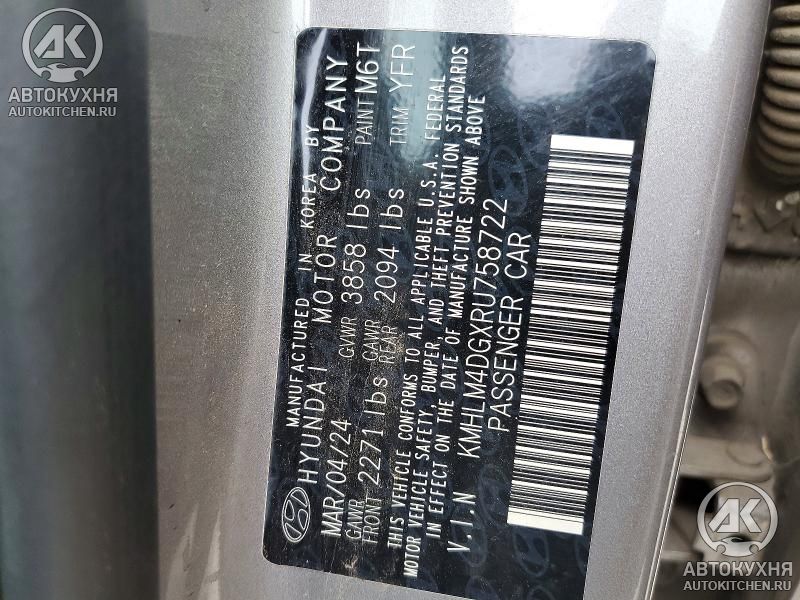 MANUFACTURED IN KOREA BY
HYUNDAI MOTOR COMPANY
MAR/04/24 GVWR 3858 lbs PAINT M6T
GAWR FRONT 2271 lbs GAWR REAR 2094 lbs TRIM YFR
THIS VEHICLE CONFORMS TO ALL APPLICABLE U.S.A. FEDERAL
MOTOR VEHICLE SAFETY, BUMPER, AND THEFT PREVENTION STANDARDS
IN EFFECT ON THE DATE OF MANUFACTURE SHOWN ABOVE
V.I.N KMHLM4DGXRU758722
PASSENGER CAR
АК
АВТОКУХНЯ
AUTOKITCHEN.RU
АК
АВТОКУХНЯ
AUTOKITCHEN.RU